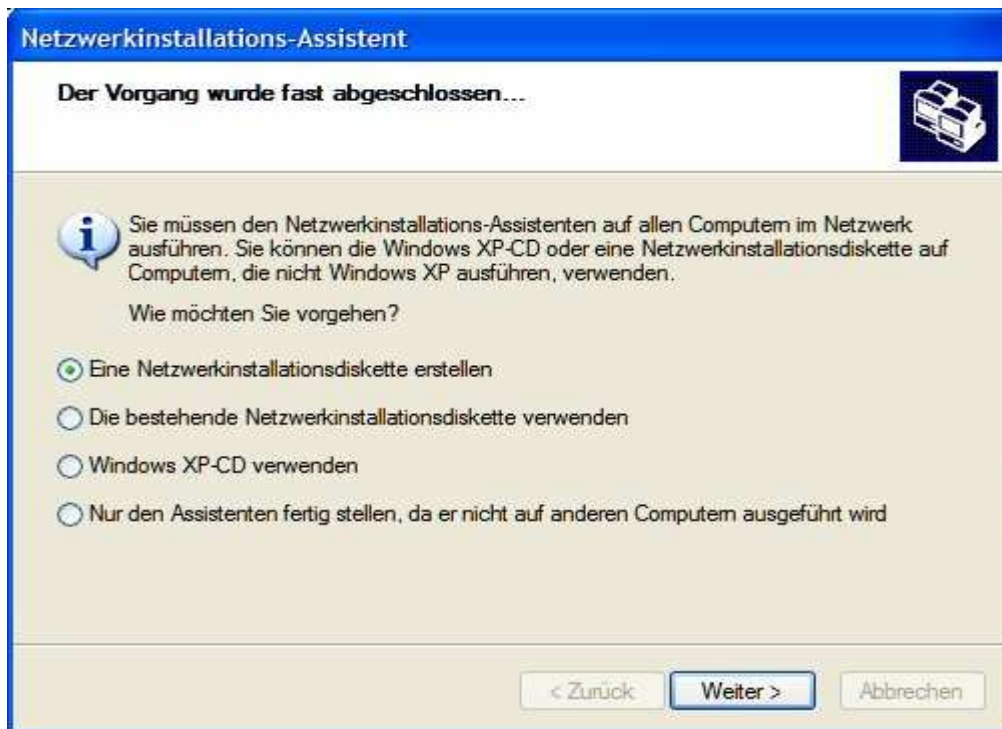 Netzwerkinstallations-Assistent
Der Vorgang wurde fast abgeschlossen...
Sie müssen den Netzwerkinstallations-Assistenten auf allen Computern im Netzwerk
ausführen. Sie können die Windows XP-CD oder eine Netzwerkinstallationsdiskette auf
Computern, die nicht Windows XP ausführen, verwenden.
Wie möchten Sie vorgehen?
Eine Netzwerkinstallationsdiskette erstellen
Die bestehende Netzwerkinstallationsdiskette verwenden
Windows XP-CD verwenden
Nur den Assistenten fertig stellen, da er nicht auf anderen Computern ausgeführt wird
< Zurück Weiter > Abbrechen